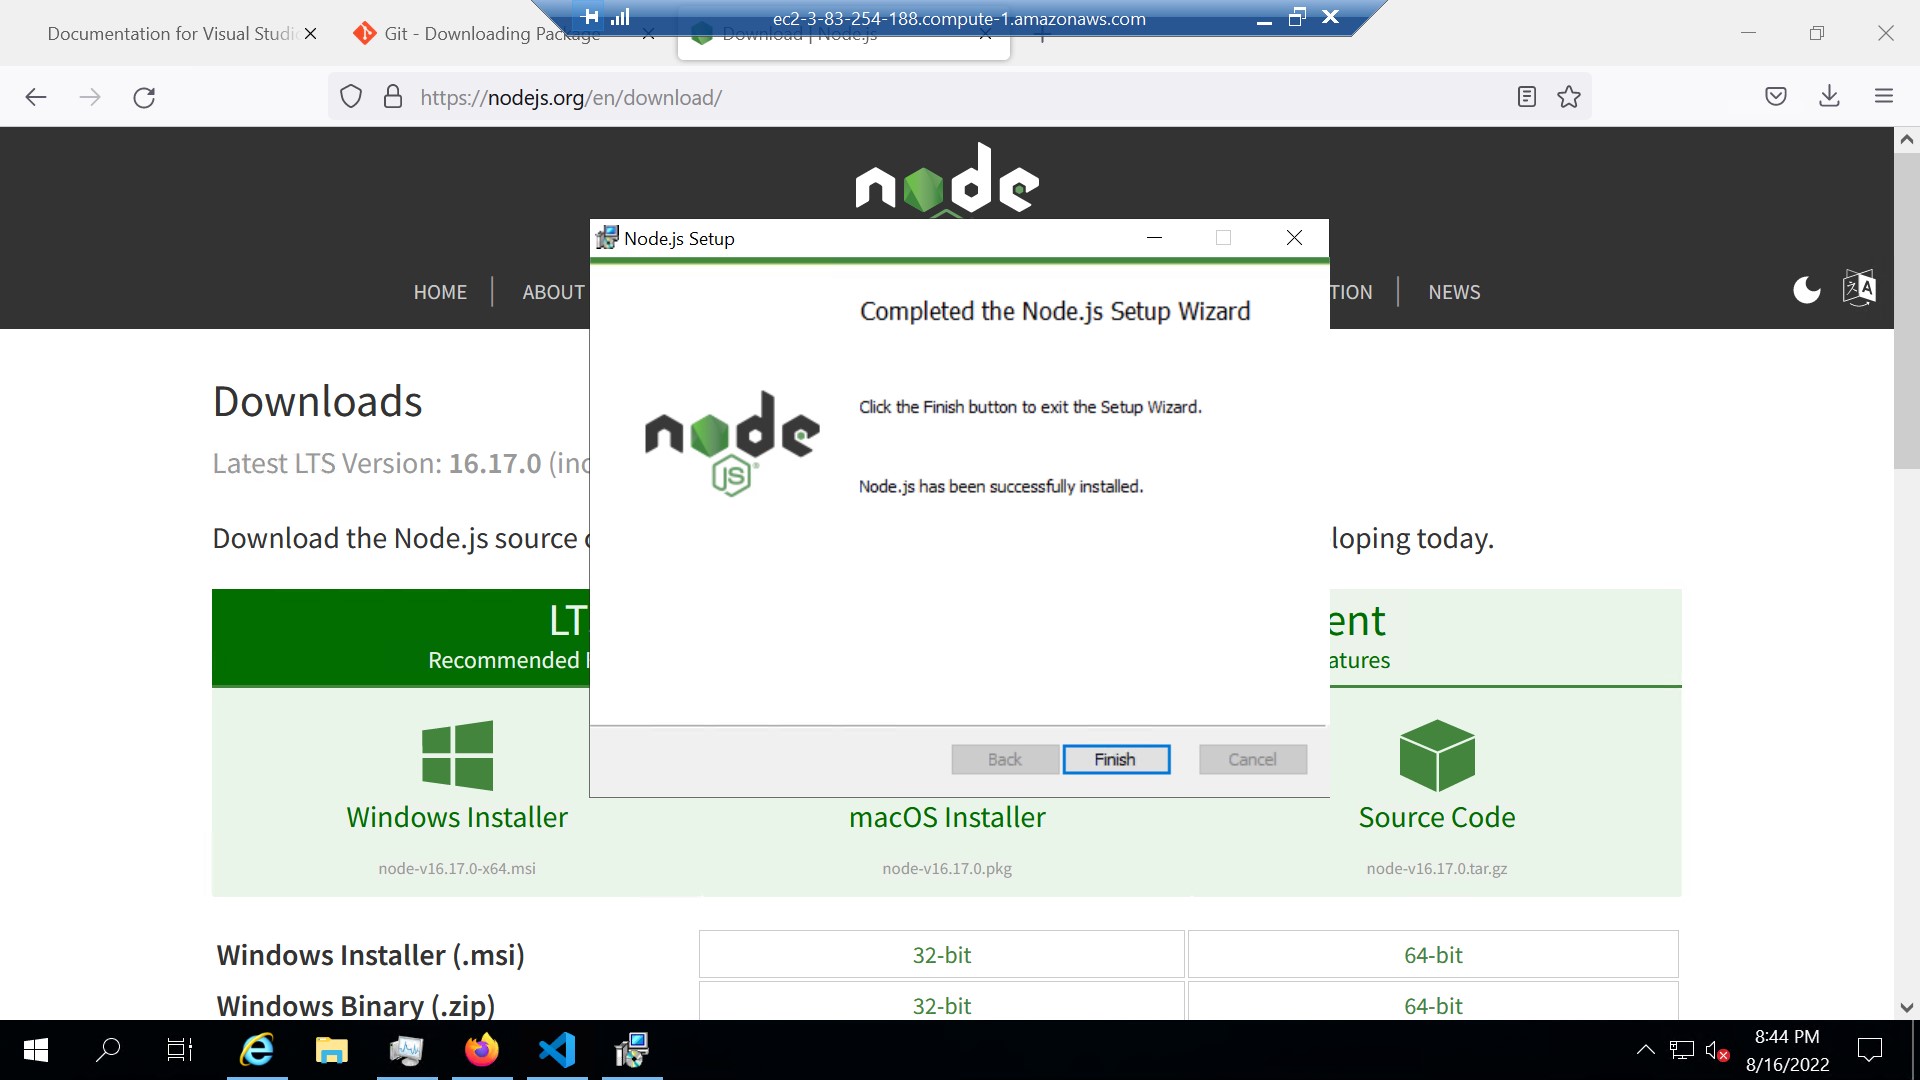 ec2-3-83-254-188.compute-1.amazonaws.com
Documentation for Visual Studio
Git - Downloading Package
Download | Node.js
https://nodejs.org/en/download/
node
HOME
ABOUT
TION
NEWS
Node.js Setup
Completed the Node.js Setup Wizard
Click the Finish button to exit the Setup Wizard.
node
JS
Node.js has been successfully installed.
Back
Finish
Cancel
Downloads
Latest LTS Version: 16.17.0 (inc
Download the Node.js source loping today.
LT
Recommended
ent
atures
Windows Installer
node-v16.17.0-x64.msi
macOS Installer
node-v16.17.0.pkg
Source Code
node-v16.17.0.tar.gz
Windows Installer (.msi) 32-bit 64-bit
Windows Binary (.zip) 32-bit 64-bit
8:44 PM
8/16/2022